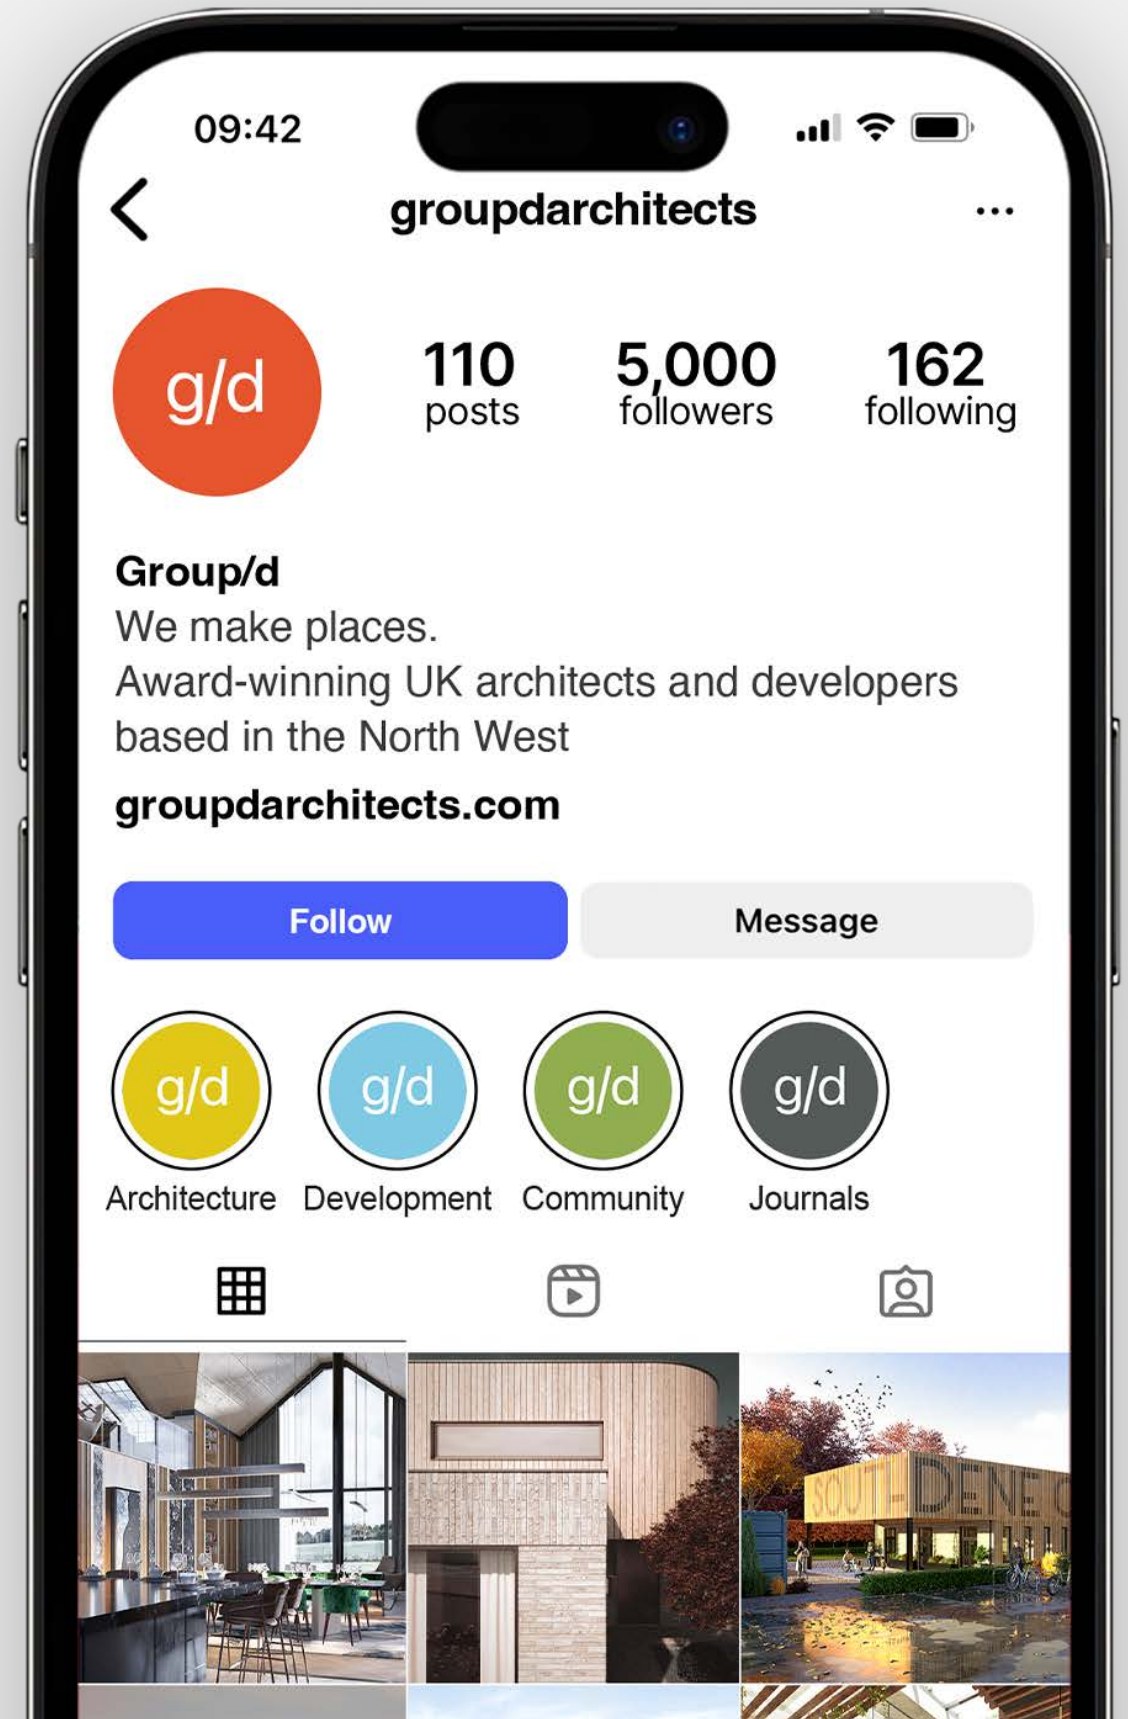 09:42
groupdarchitects
g/d
110
posts
5,000
followers
162
following
Group/d
We make places.
Award-winning UK architects and developers
based in the North West
groupdarchitects.com
Follow
Message
g/d
g/d
g/d
g/d
Architecture
Development
Community
Journals